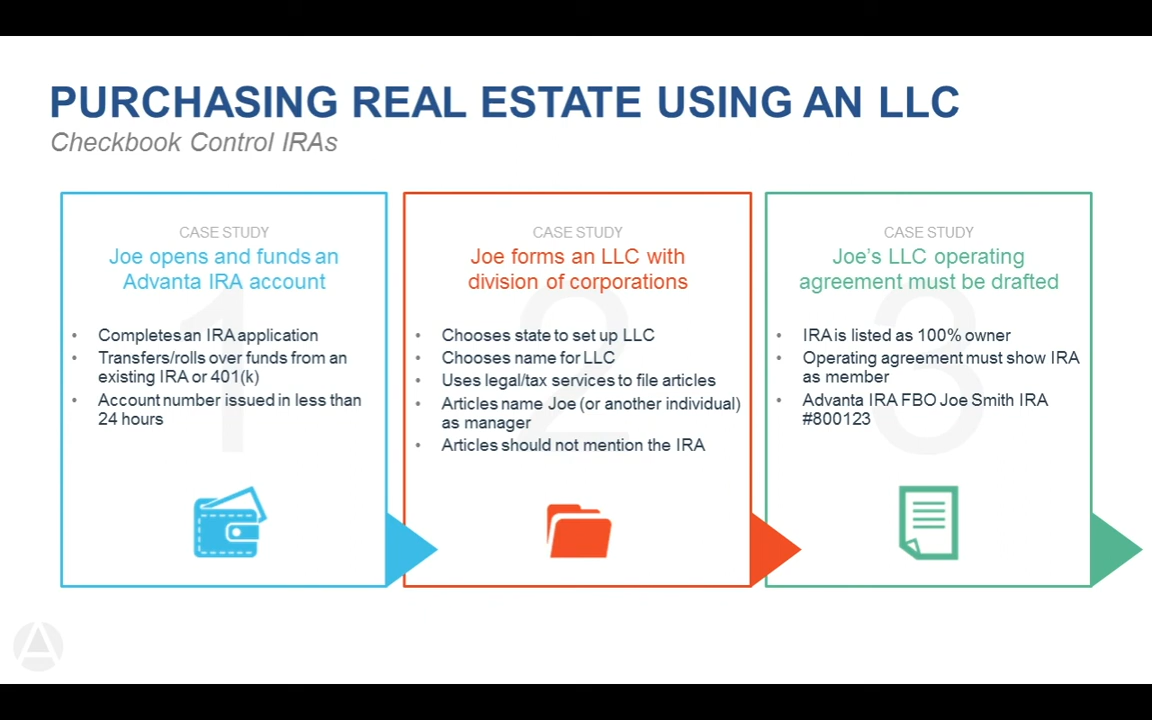 PURCHASING REAL ESTATE USING AN LLC
Checkbook Control IRAs
CASE STUDY
Joe opens and funds an
Advanta IRA account
1
• Completes an IRA application
• Transfers/rolls over funds from an
existing IRA or 401(k)
• Account number issued in less than
24 hours
CASE STUDY
Joe forms an LLC with
division of corporations
2
• Chooses state to set up LLC
• Chooses name for LLC
• Uses legal/tax services to file articles
• Articles name Joe (or another individual)
as manager
• Articles should not mention the IRA
CASE STUDY
Joe's LLC operating
agreement must be drafted
3
• IRA is listed as 100% owner
• Operating agreement must show IRA
as member
• Advanta IRA FBO Joe Smith IRA
#800123